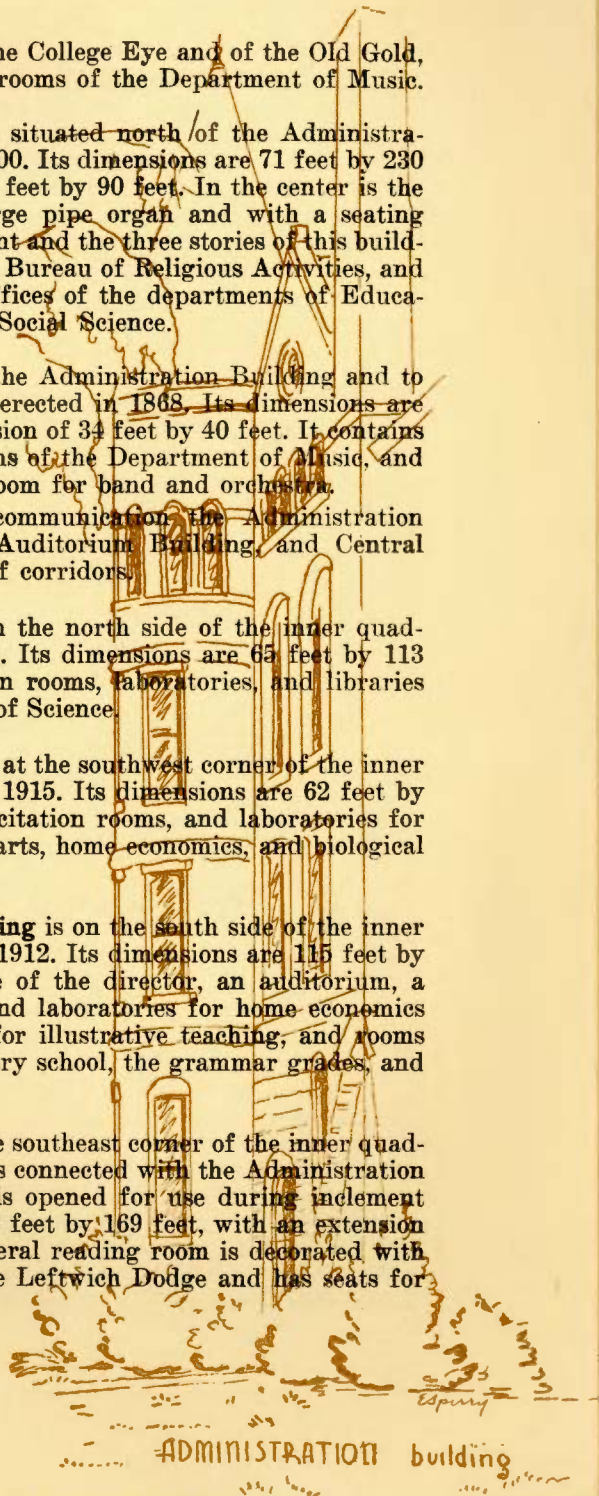 he College Eye and of the Old Gold,
rooms of the Department of Music.
situated north of the Administra-
00. Its dimensions are 71 feet by 230
feet by 90 feet. In the center is the
rge pipe organ and with a seating
nt and the three stories of this build-
Bureau of Religious Activities, and
fices of the departments of Educa-
Social Science.
he Administration Building and to
erected in 1868. Its dimensions are
sion of 34 feet by 40 feet. It contains
ns of the Department of Music, and
oom for band and orchestra.
communication the Administration
Auditorium Building, and Central
f corridors.
n the north side of the inner quad-
. Its dimensions are 65 feet by 113
n rooms, laboratories, and libraries
of Science.
at the southwest corner of the inner
1915. Its dimensions are 62 feet by
citation rooms, and laboratories for
arts, home economics, and biological
ing is on the south side of the inner
1912. Its dimensions are 115 feet by
e of the director, an auditorium, a
nd laboratories for home economics
for illustrative teaching, and rooms
ry school, the grammar grades, and
e southeast corner of the inner quad-
s connected with the Administration
as opened for use during inclement
feet by 169 feet, with an extension
eral reading room is decorated with
e Leftwich Dodge and has seats for
ESpurry
ADMINISTRATION building